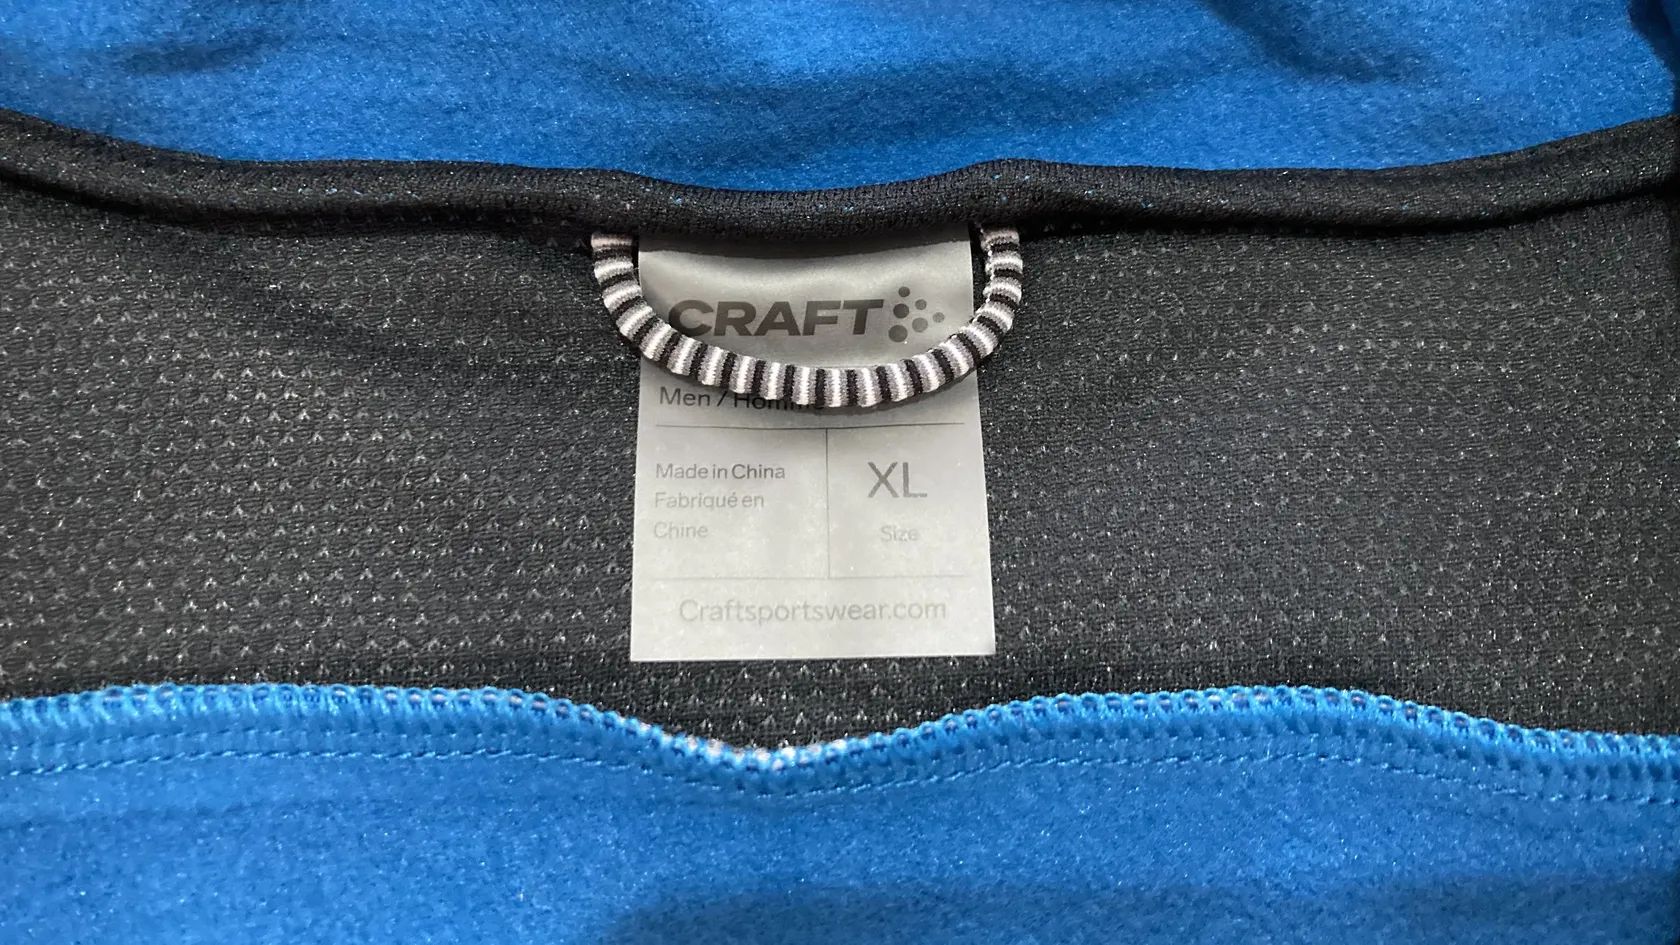 CRAFT
Men / Homme
Made in China
Fabriqué en
Chine
XL
Size
Craftsportswear.com